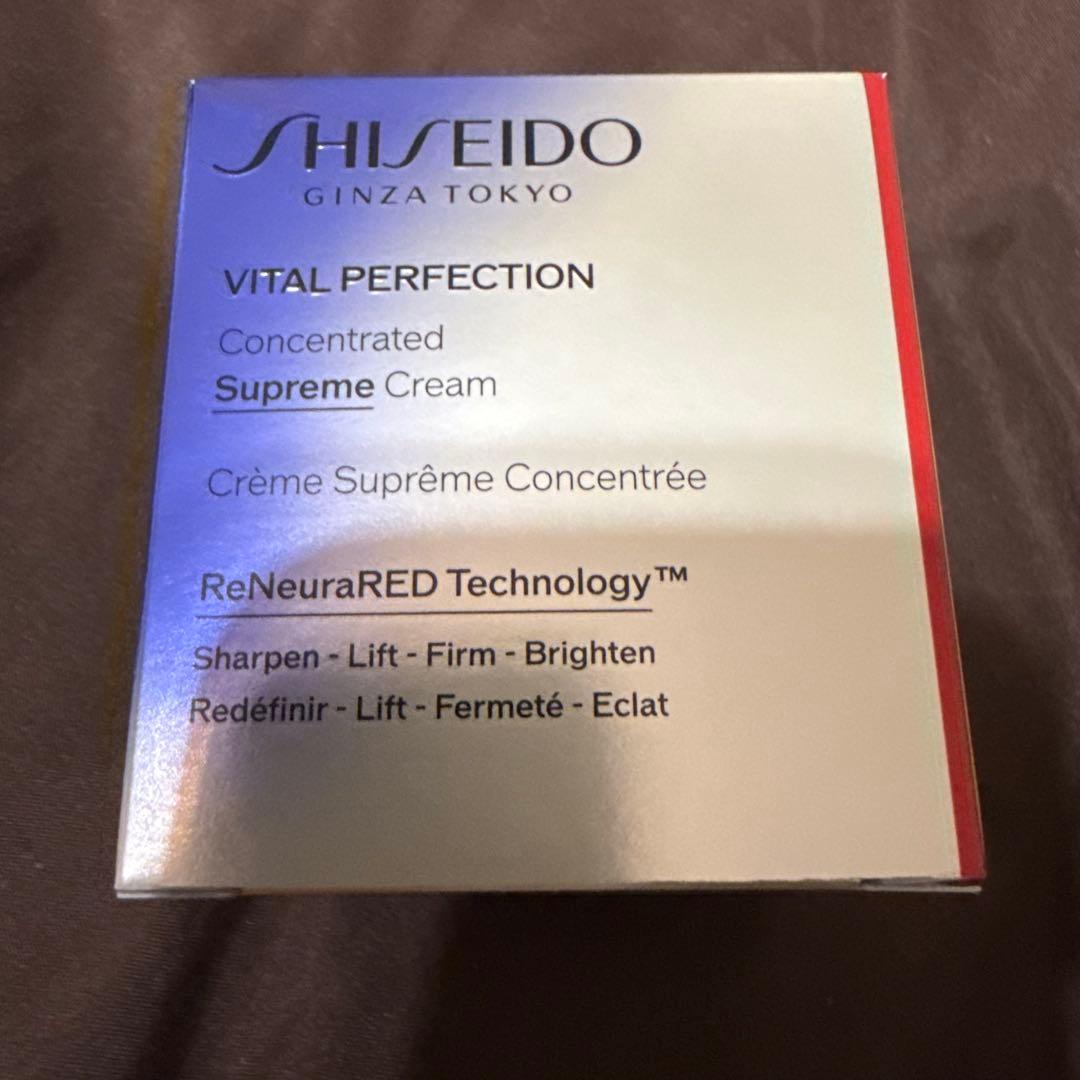 SHISEIDO
GINZA TOKYO
VITAL PERFECTION
Concentrated
Supreme Cream
Crème Suprême Concentrée
ReNeuraRED Technology™
Sharpen - Lift - Firm - Brighten
Redéfinir - Lift - Fermeté - Eclat